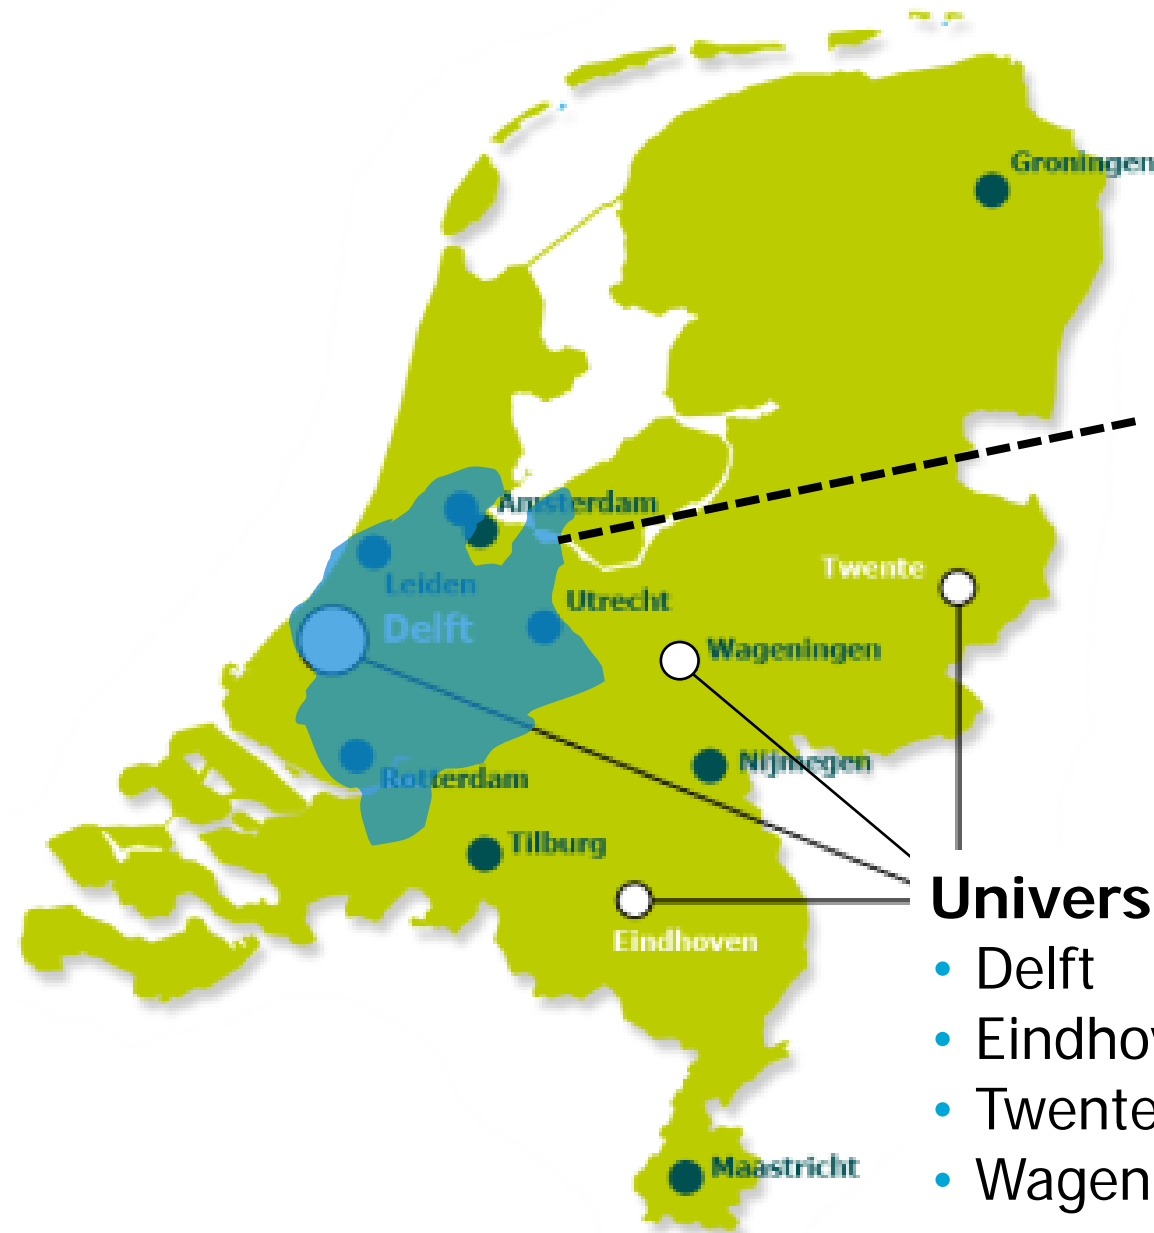 Groningen
Amsterdam
Twente
Leiden
Utrecht
Delft
Wageningen
Nijmegen
Rotterdam
Tilburg
Univers
Eindhoven
• Delft
• Eindhov
• Twente
Maastricht
• Wagen